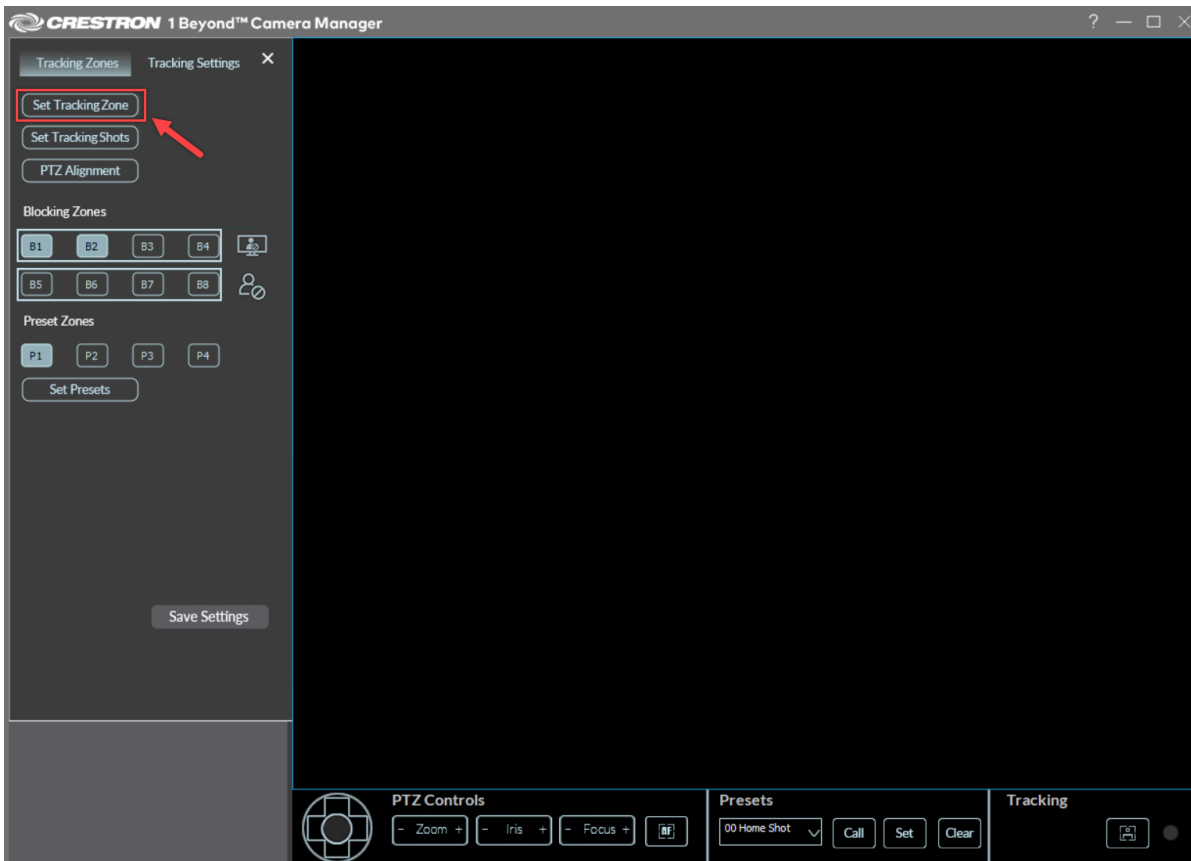 CRESTRON 1 Beyond™ Camera Manager ?
Tracking Zones Tracking Settings
Set Tracking Zone
Set Tracking Shots
PTZ Alignment
Blocking Zones
B1 B2 B3 B4
B5 B6 B7 B8
Preset Zones
P1 P2 P3 P4
Set Presets
Save Settings
PTZ Controls Presets Tracking
- Zoom + - Iris + - Focus + AF 00 Home Shot Call Set Clear